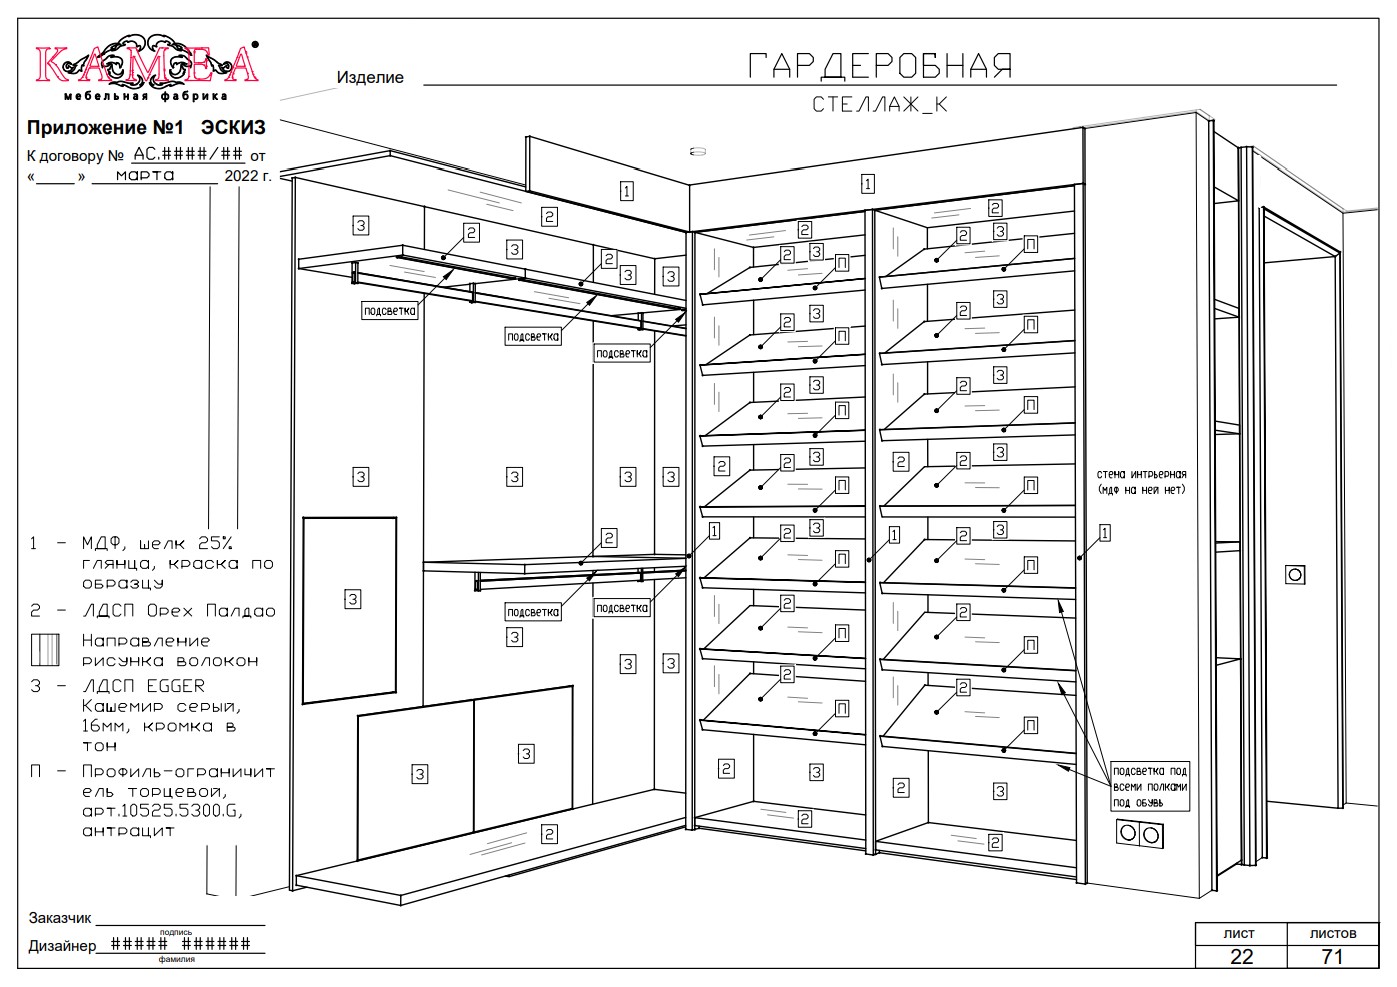 КАМЕА
мебельная фабрика
Приложение №1 ЭСКИЗ
К договору № АС.####/## от
«____» марта 2022 г.
Изделие ГАРДЕРОБНАЯ
СТЕЛЛАЖ_К
1
1
3
2
2
3
2
3
3
подсветка
подсветка
подсветка
2
2
3
П
2
3
П
2
3
П
2
3
П
2
3
П
2
П
2
П
2
2
3
П
3
2
П
3
2
П
3
2
П
3
2
П
2
П
2
П
2
2
3
3
3
3
стена интрьерная
(МДФ на ней нет)
2
1
1
1
подсветка
подсветка
3
3
3
3
3
3
2
2
3
2
2
3
2
подсветка под
всеми полками
под обувь
1 - МДФ, шелк 25%
глянца, краска по
образцу
2 - ЛДСП Орех Палдао
Направление
рисунка волокон
3 - ЛДСП EGGER
Кашемир серый,
16мм, кромка в
тон
П - Профиль-ограничит
ель торцевой,
арт.10525.5300.G,
антрацит
Заказчик
подпись
Дизайнер ##### ######
фамилия
лист листов
22 71